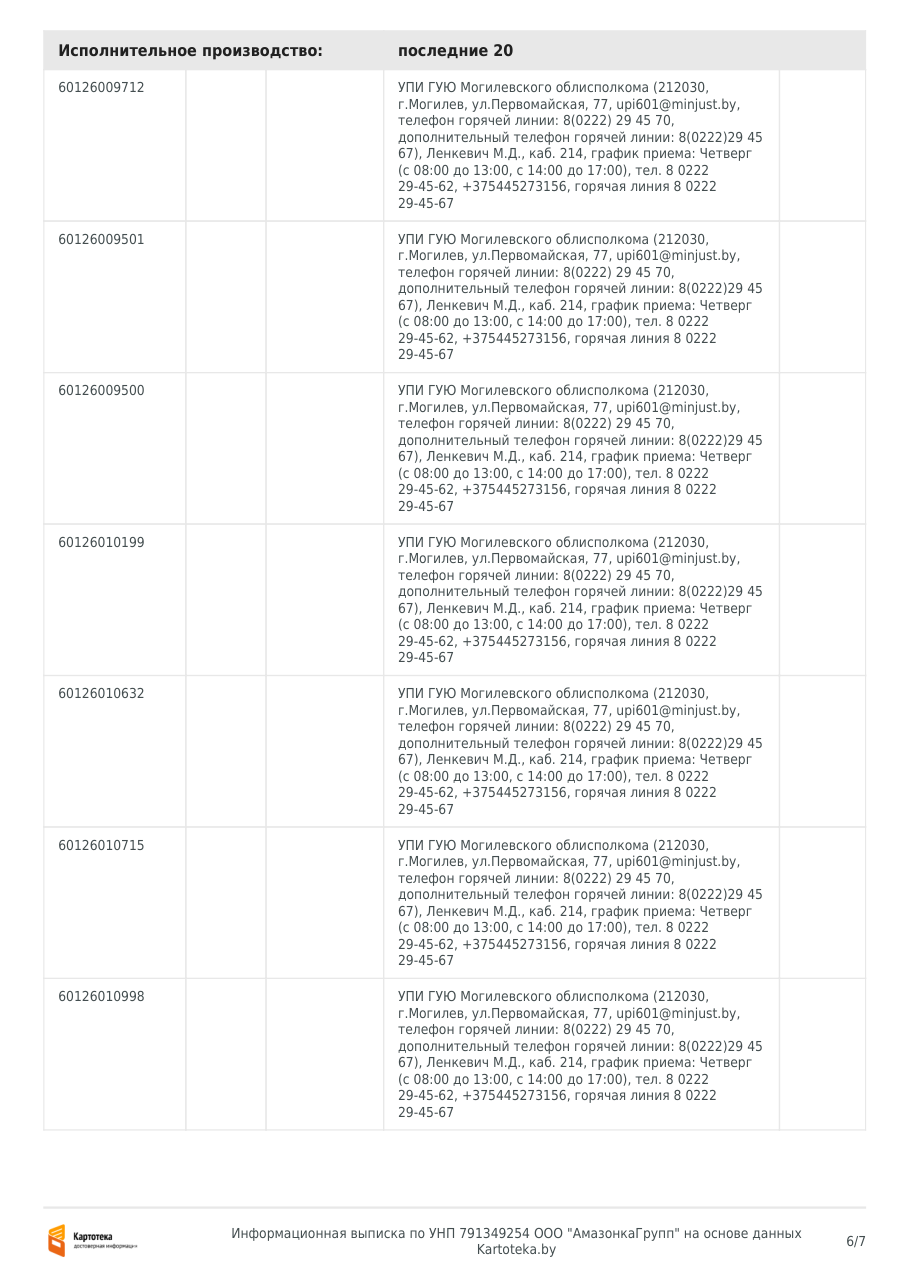 Исполнительное производство: последние 20
60126009712
УПИ ГУЮ Могилевского облисполкома (212030,
г.Могилев, ул.Первомайская, 77, upi601@minjust.by,
телефон горячей линии: 8(0222) 29 45 70,
дополнительный телефон горячей линии: 8(0222)29 45
67), Ленкевич М.Д., каб. 214, график приема: Четверг
(с 08:00 до 13:00, с 14:00 до 17:00), тел. 8 0222
29-45-62, +375445273156, горячая линия 8 0222
29-45-67
60126009501
УПИ ГУЮ Могилевского облисполкома (212030,
г.Могилев, ул.Первомайская, 77, upi601@minjust.by,
телефон горячей линии: 8(0222) 29 45 70,
дополнительный телефон горячей линии: 8(0222)29 45
67), Ленкевич М.Д., каб. 214, график приема: Четверг
(с 08:00 до 13:00, с 14:00 до 17:00), тел. 8 0222
29-45-62, +375445273156, горячая линия 8 0222
29-45-67
60126009500
УПИ ГУЮ Могилевского облисполкома (212030,
г.Могилев, ул.Первомайская, 77, upi601@minjust.by,
телефон горячей линии: 8(0222) 29 45 70,
дополнительный телефон горячей линии: 8(0222)29 45
67), Ленкевич М.Д., каб. 214, график приема: Четверг
(с 08:00 до 13:00, с 14:00 до 17:00), тел. 8 0222
29-45-62, +375445273156, горячая линия 8 0222
29-45-67
60126010199
УПИ ГУЮ Могилевского облисполкома (212030,
г.Могилев, ул.Первомайская, 77, upi601@minjust.by,
телефон горячей линии: 8(0222) 29 45 70,
дополнительный телефон горячей линии: 8(0222)29 45
67), Ленкевич М.Д., каб. 214, график приема: Четверг
(с 08:00 до 13:00, с 14:00 до 17:00), тел. 8 0222
29-45-62, +375445273156, горячая линия 8 0222
29-45-67
60126010632
УПИ ГУЮ Могилевского облисполкома (212030,
г.Могилев, ул.Первомайская, 77, upi601@minjust.by,
телефон горячей линии: 8(0222) 29 45 70,
дополнительный телефон горячей линии: 8(0222)29 45
67), Ленкевич М.Д., каб. 214, график приема: Четверг
(с 08:00 до 13:00, с 14:00 до 17:00), тел. 8 0222
29-45-62, +375445273156, горячая линия 8 0222
29-45-67
60126010715
УПИ ГУЮ Могилевского облисполкома (212030,
г.Могилев, ул.Первомайская, 77, upi601@minjust.by,
телефон горячей линии: 8(0222) 29 45 70,
дополнительный телефон горячей линии: 8(0222)29 45
67), Ленкевич М.Д., каб. 214, график приема: Четверг
(с 08:00 до 13:00, с 14:00 до 17:00), тел. 8 0222
29-45-62, +375445273156, горячая линия 8 0222
29-45-67
60126010998
УПИ ГУЮ Могилевского облисполкома (212030,
г.Могилев, ул.Первомайская, 77, upi601@minjust.by,
телефон горячей линии: 8(0222) 29 45 70,
дополнительный телефон горячей линии: 8(0222)29 45
67), Ленкевич М.Д., каб. 214, график приема: Четверг
(с 08:00 до 13:00, с 14:00 до 17:00), тел. 8 0222
29-45-62, +375445273156, горячая линия 8 0222
29-45-67
Картотека
достоверная
Информационная выписка по УНП 791349254 ООО "АмазонкаГрупп" на основе данных
Kartoteka.by
6/7